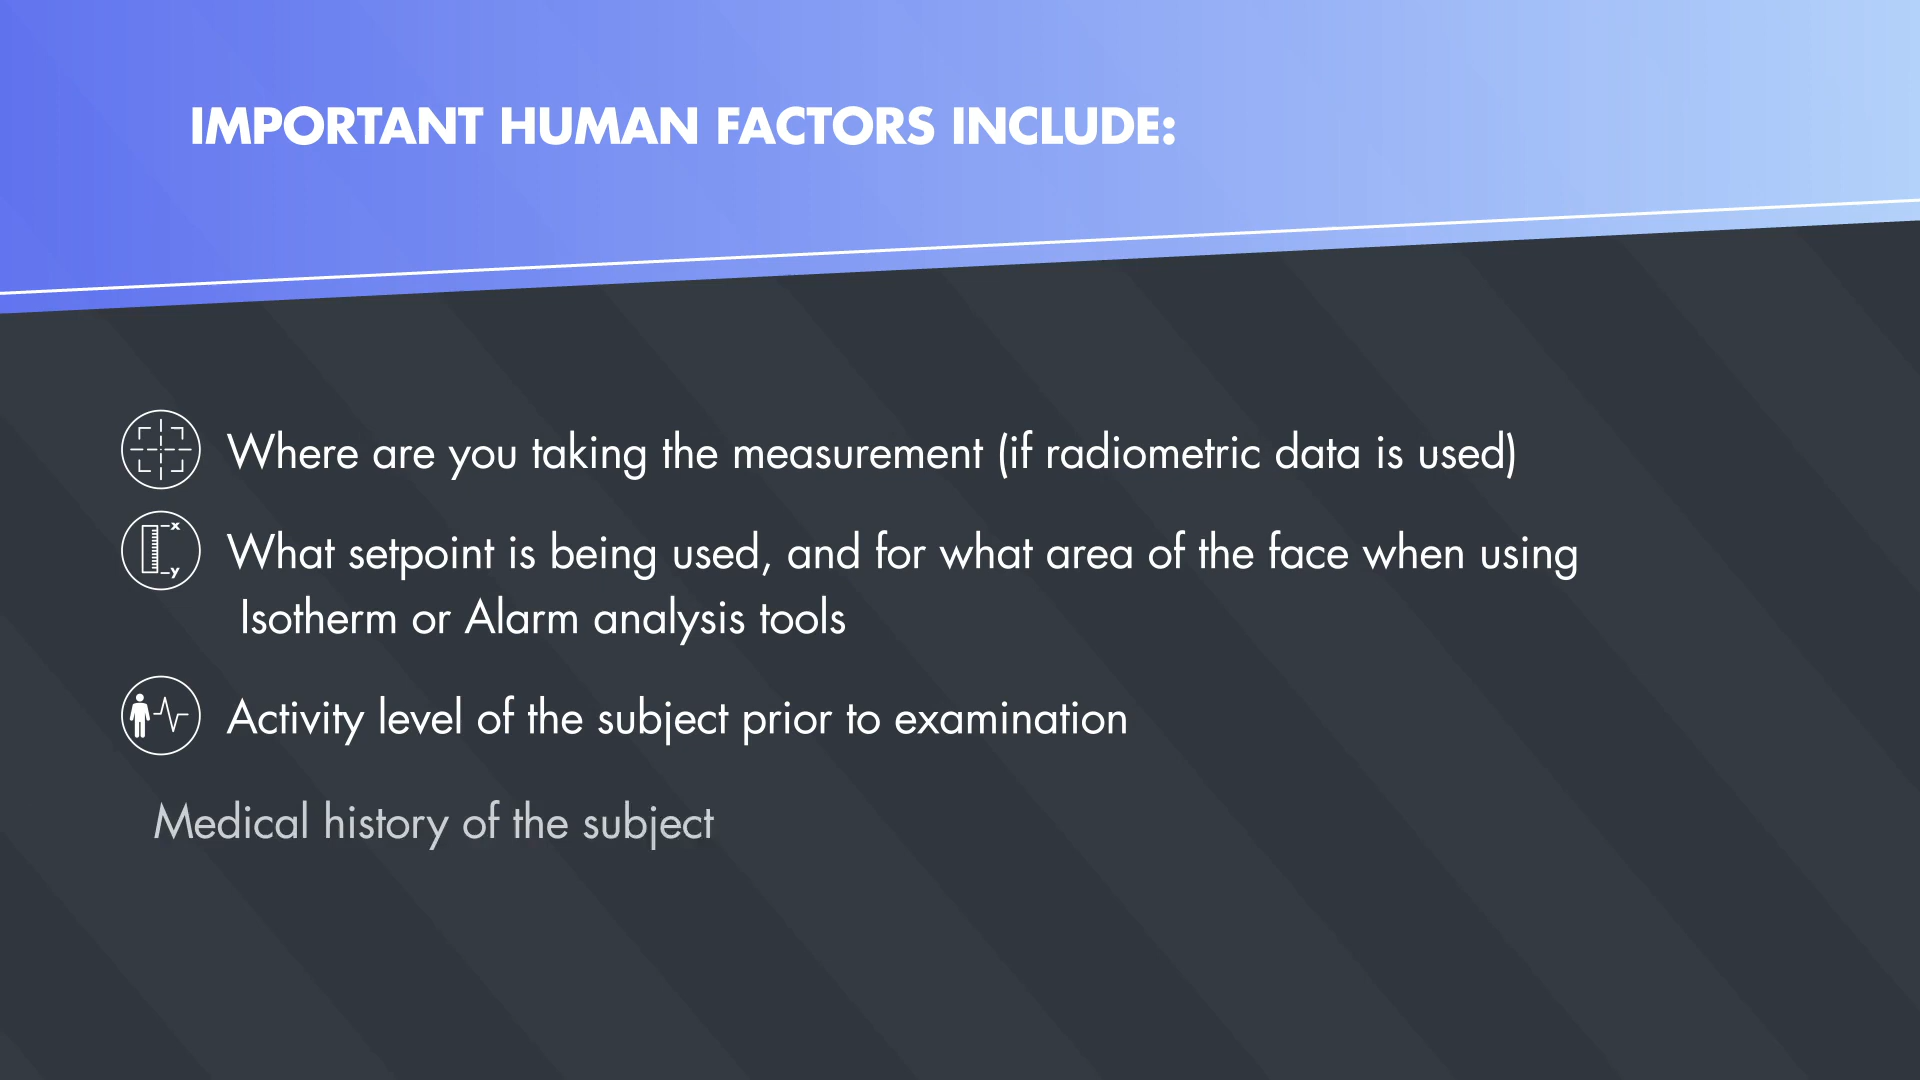 IMPORTANT HUMAN FACTORS INCLUDE:
Where are you taking the measurement (if radiometric data is used)
x
y
What setpoint is being used, and for what area of the face when using
Isotherm or Alarm analysis tools
Activity level of the subject prior to examination
Medical history of the subject